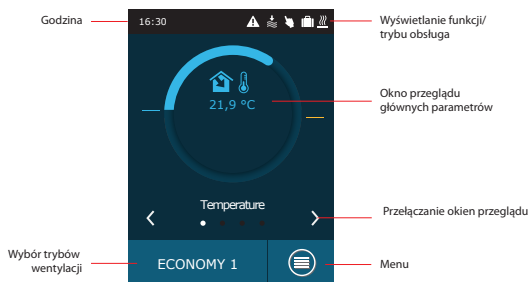 Godzina
16:30
Wyświetlanie funkcji/
trybu obsługa
21,9 °C
Okno przeglądu
głównych parametrów
Temperature
Przełączanie okien przeglądu
Wybór trybów
wentylacji
ECONOMY 1
Menu